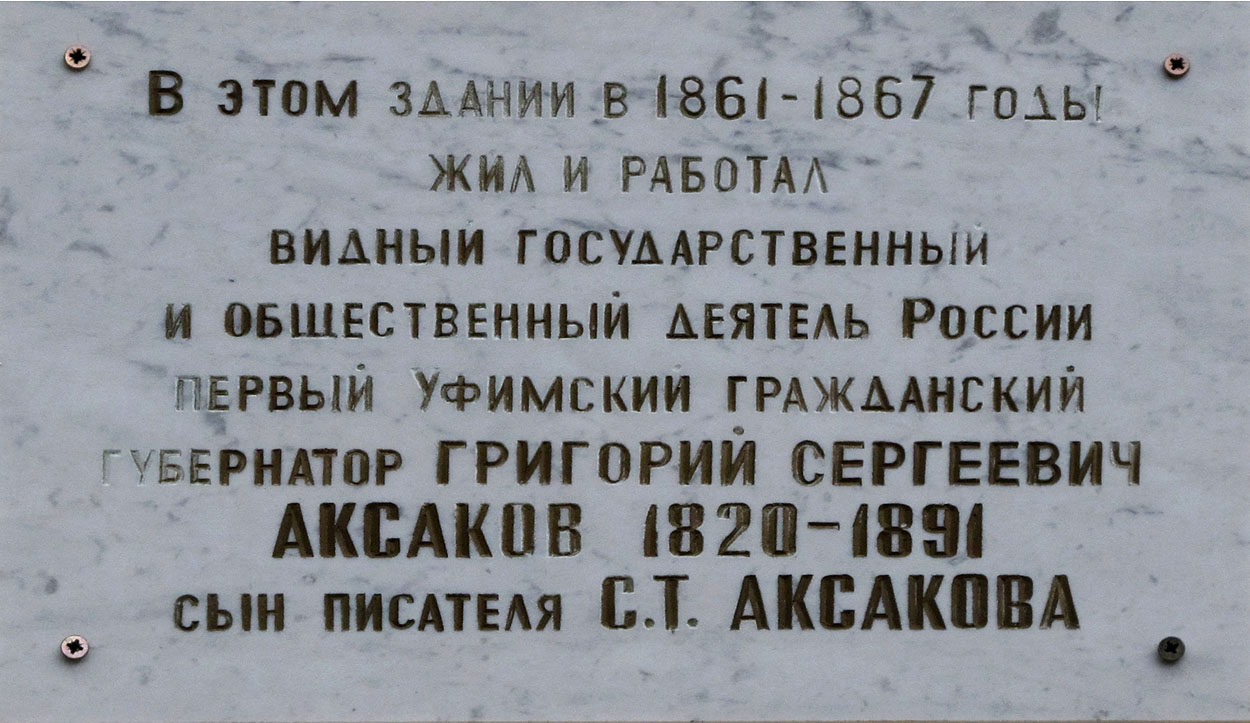 В ЭТОМ ЗДАНИИ В 1861-1867 ГОДЫ
ЖИЛ И РАБОТАЛ
ВИДНЫЙ ГОСУДАРСТВЕННЫЙ
И ОБЩЕСТВЕННЫЙ ДЕЯТЕЛЬ РОССИИ
ПЕРВЫЙ УФИМСКИЙ ГРАЖДАНСКИЙ
ГУБЕРНАТОР ГРИГОРИЙ СЕРГЕЕВИЧ
АКСАКОВ 1820-1891
СЫН ПИСАТЕЛЯ С.Т. АКСАКОВА